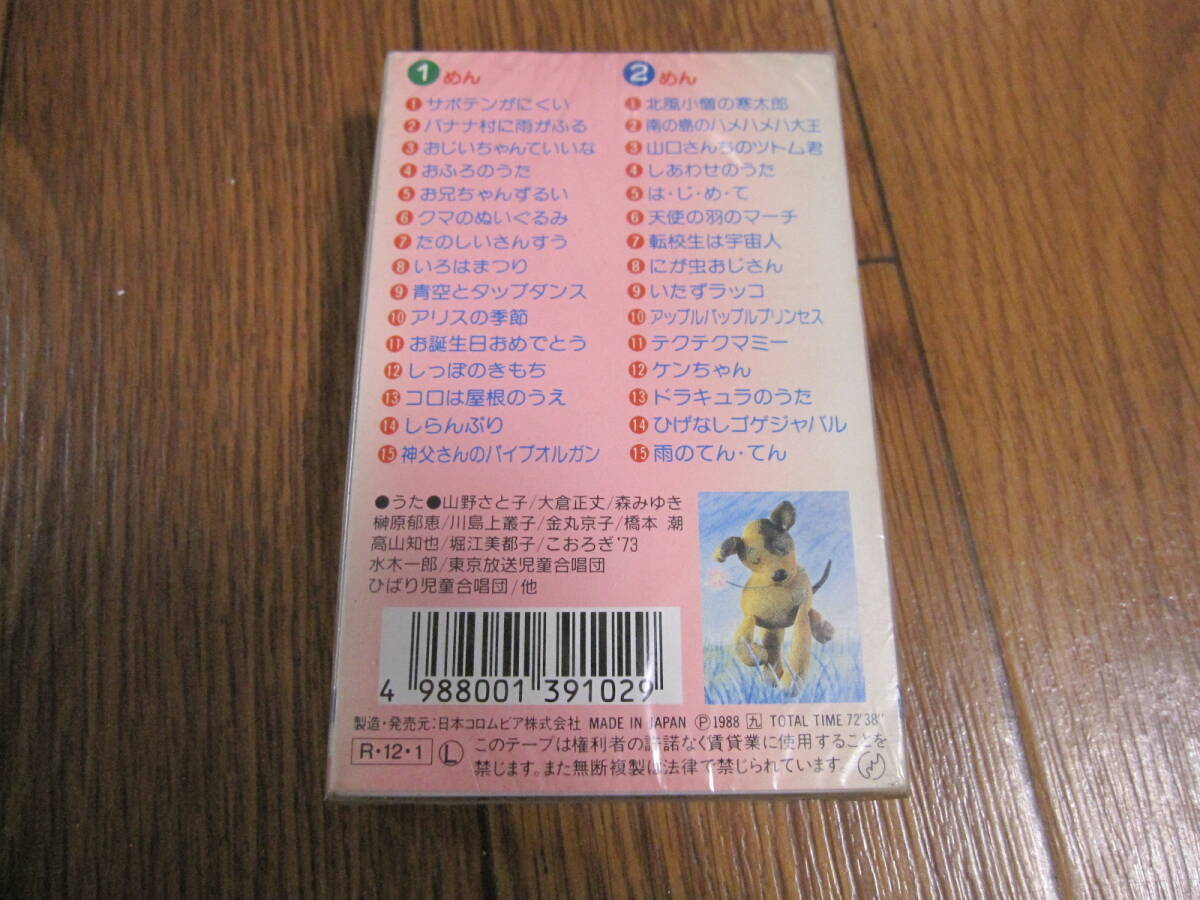 1 めん
1 サボテンがにくい
2 バナナ村に雨がふる
3 おじいちゃんていいな
4 おふろのうた
5 お兄ちゃんずるい
6 クマのぬいぐるみ
7 たのしいさんすう
8 いろはまつり
9 青空とタップダンス
10 アリスの季節
11 お誕生日おめでとう
12 しっぽのきもち
13 コロは屋根のうえ
14 しらんぷり
15 神父さんのパイプオルガン
2 めん
1 北風小僧の寒太郎
2 南の島のハメハメハ大王
3 山口さんちのツトム君
4 しあわせのうた
5 は・じ・め・て
6 天使の羽のマーチ
7 転校生は宇宙人
8 にが虫おじさん
9 いたずラッコ
10 アップルパップルプリンセス
11 テクテクマミー
12 ケンちゃん
13 ドラキュラのうた
14 ひげなしゴゲジャバル
15 雨のてん・てん
●うた●山野さと子/大倉正丈/森みゆき
榊原郁恵/川島上叢子/金丸京子/橋本 潮
高山知也/堀江美都子/こおろぎ'73
水木一郎/東京放送児童合唱団
ひばり児童合唱団/他
4 988001 391029
製造・発売元:日本コロムビア株式会社 MADE IN JAPAN Ⓟ1988 九 TOTAL TIME 72'38"
R・12・1 Ⓛ このテープは権利者の許諾なく賃貸業に使用することを
禁じます。また無断複製は法律で禁じられています。